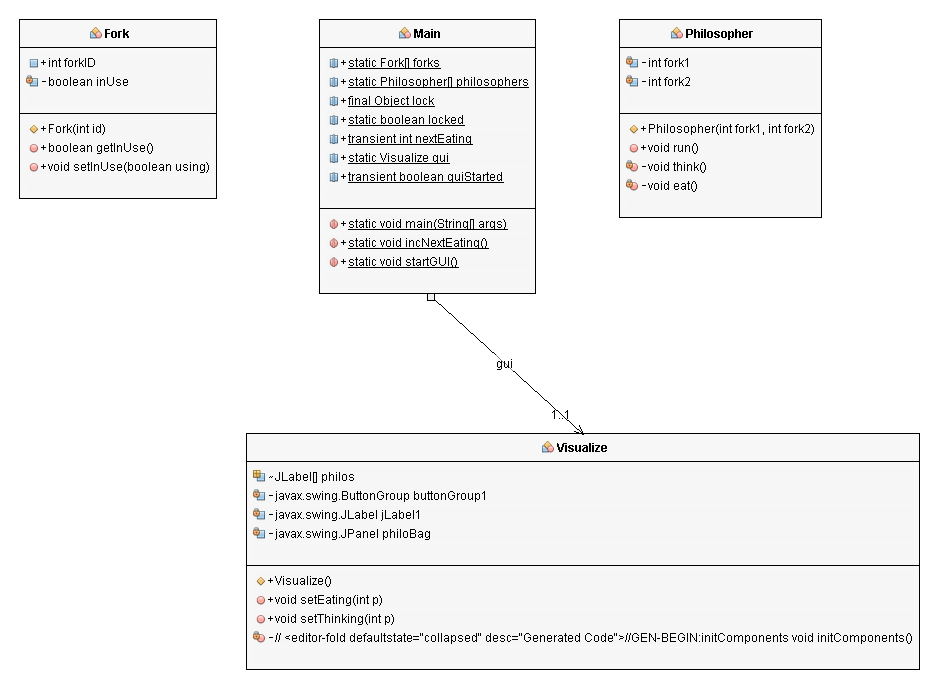 Fork
+int forkID
-boolean inUse
+Fork(int id)
+boolean getInUse()
+void setInUse(boolean using)
Main
+static Fork[] forks
+static Philosopher[] philosophers
+final Object lock
+static boolean locked
+transient int nextEating
+static Visualize gui
+transient boolean guiStarted
+static void main(String[] args)
+static void incNextEating()
+static void startGUI()
Philosopher
-int fork1
-int fork2
+Philosopher(int fork1, int fork2)
+void run()
-void think()
-void eat()
gui
1..1
Visualize
~JLabel[] philos
-javax.swing.ButtonGroup buttonGroup1
-javax.swing.JLabel jLabel1
-javax.swing.JPanel philoBag
+Visualize()
+void setEating(int p)
+void setThinking(int p)
-// <editor-fold defaultstate="collapsed" desc="Generated Code">//GEN-BEGIN:initComponents void initComponents()